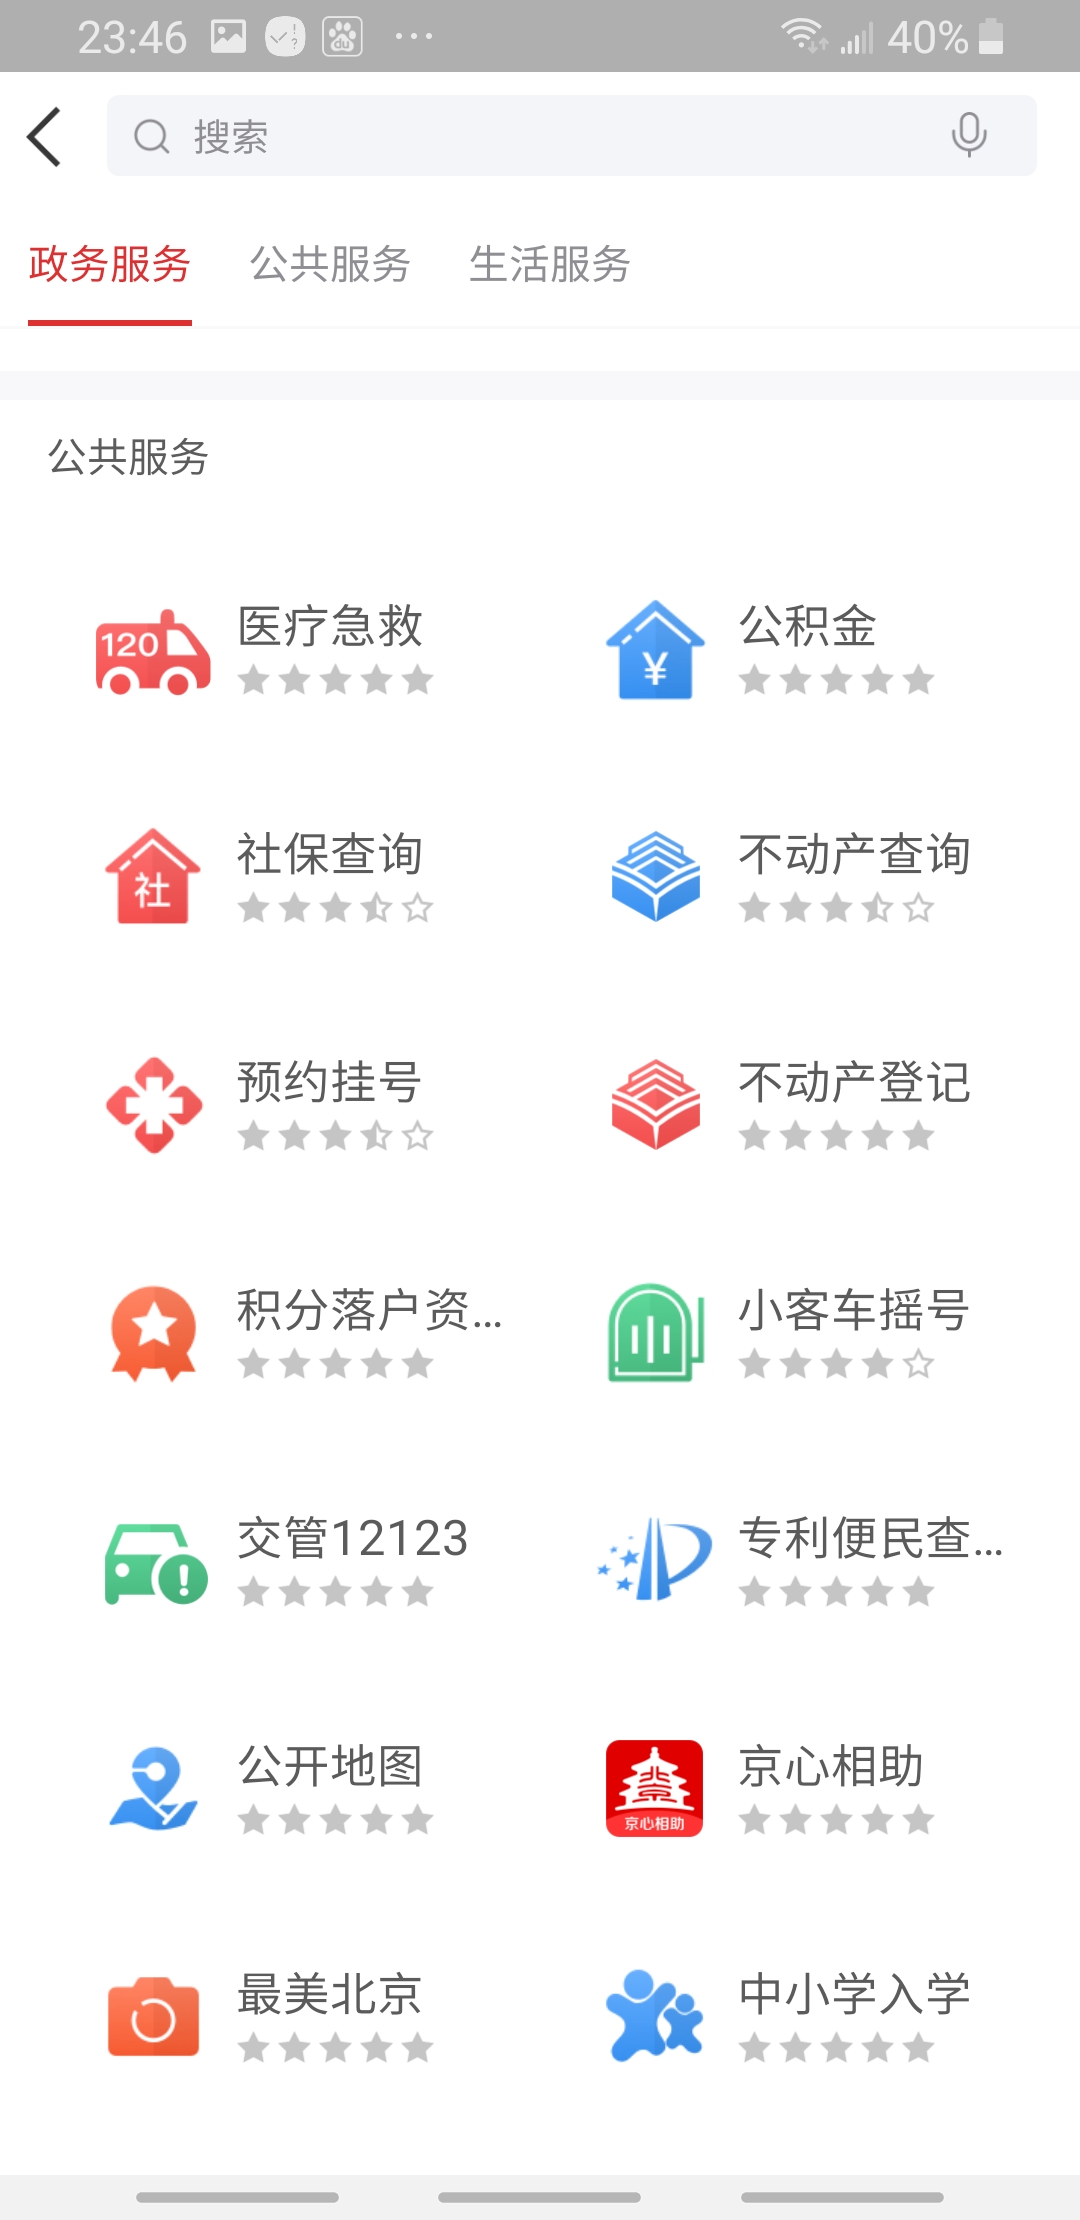 23:46
du
40%
搜索
政务服务 公共服务 生活服务
公共服务
120
医疗急救
¥
公积金
社
社保查询
不动产查询
预约挂号
不动产登记
积分落户资...
小客车摇号
交管12123
专利便民查...
公开地图
京心相助
京心相助
最美北京
中小学入学